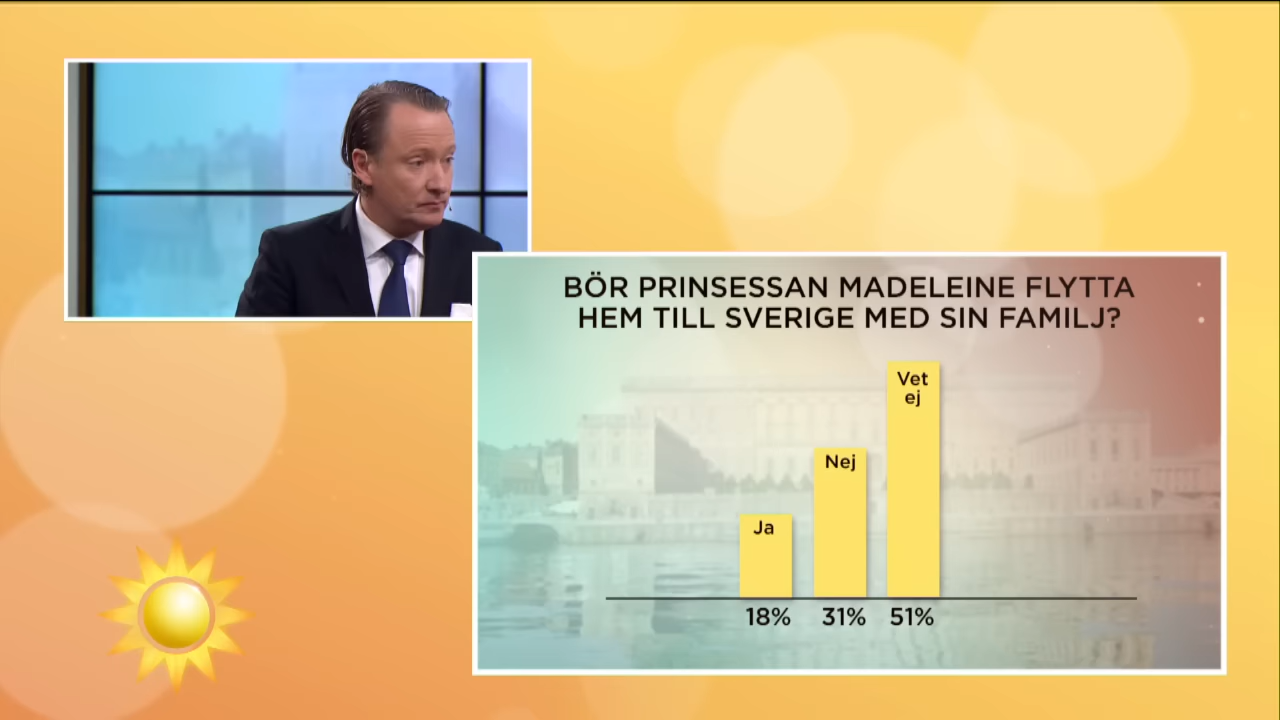 BÖR PRINSESSAN MADELEINE FLYTTA
HEM TILL SVERIGE MED SIN FAMILJ?
Ja
Nej
Vet
ej
18% 31% 51%